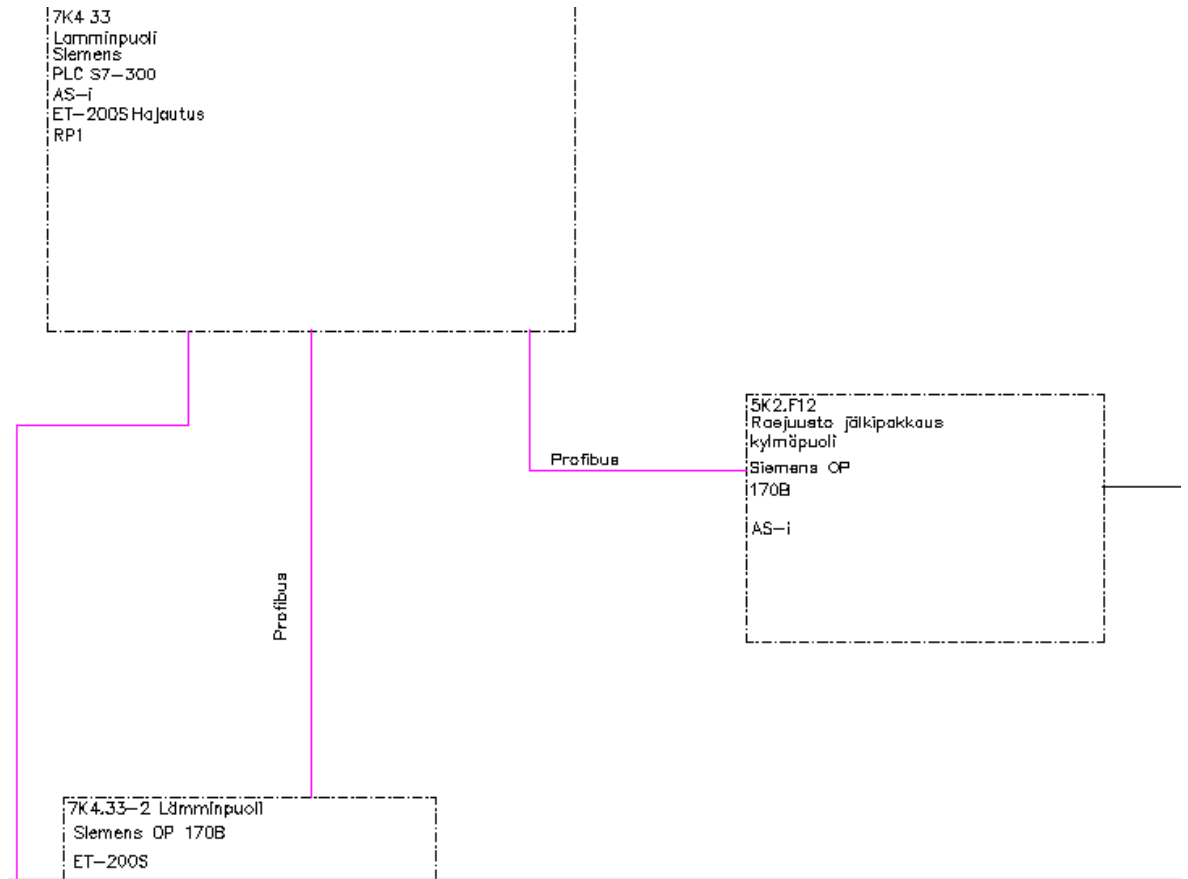 7K4 33
Lamminpuoli
Siemens
PLC S7-300
AS-i
ET-200S Hajautus
RP1
5K2.F12
Raejuusto jälkipakkaus
kylmäpuoli
Profibus
Siemens OP
170B
AS-i
Profibus
7K4.33-2 Lämminpuoli
Siemens OP 170B
ET-200S